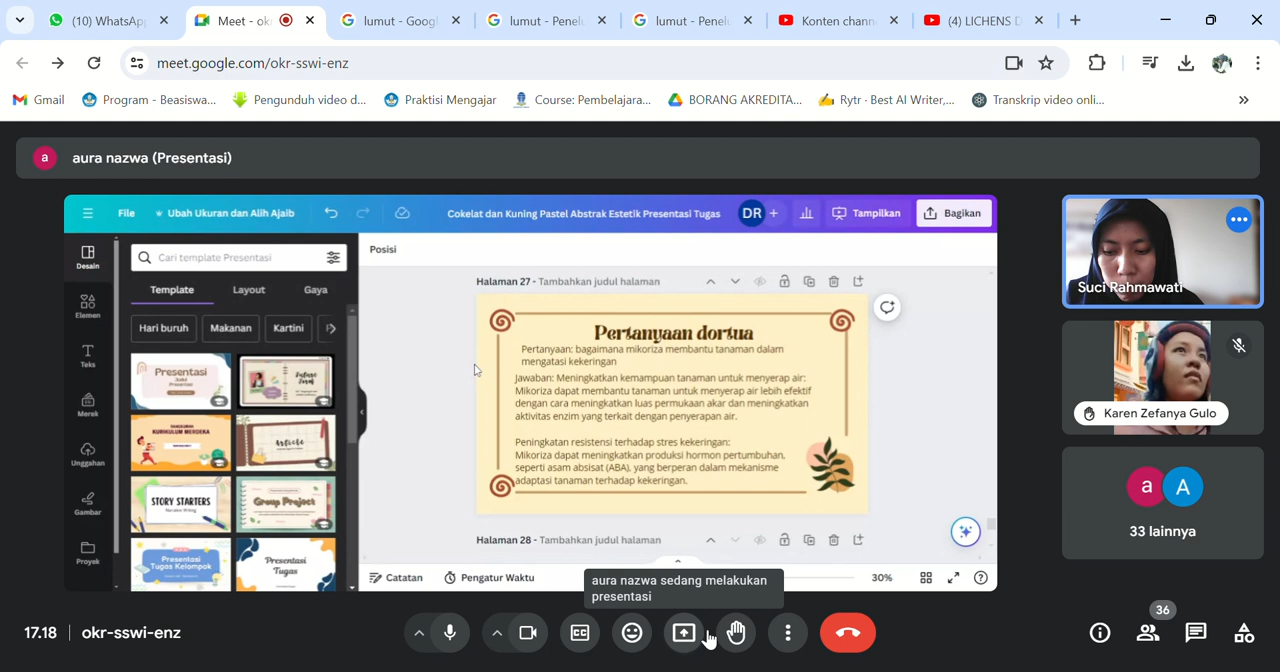 (10) WhatsApp
Meet - ok
lumut - Goog
lumut - Penel
lumut - Penelu
Konten chann
(4) LICHENS D
meet.google.com/okr-sswi-enz
Gmail
Program - Beasiswa...
Pengunduh video d...
Praktisi Mengajar
Course: Pembelajara...
BORANG AKREDITA...
Rytr - Best AI Writer,...
Transkrip video onli...
a
aura nazwa (Presentasi)
File
Ubah Ukuran dan Alih Ajaib
Cokelat dan Kuning Pastel Abstrak Estetik Presentasi Tugas
DR
Tampilkan
Bagikan
Desain
Elemen
Teks
Merek
Unggahan
Gambar
Proyek
Cari template Presentasi
Template
Layout
Gaya
Hari buruh
Makanan
Kartini
Presentasi
KURIKULUM MERDEKA
Article
STORY STARTERS
Group Project
Presentasi
Tugas Kelompok
Presentasi
Tugas
Posisi
Halaman 27 - Tambahkan judul halaman
Pertanyaan dortua
Pertanyaan: bagaimana mikoriza membantu tanaman dalam
mengatasi kekeringan
Jawaban: Meningkatkan kemampuan tanaman untuk menyerap air:
Mikoriza dapat membantu tanaman untuk menyerap air lebih efektif
dengan cara meningkatkan luas permukaan akar dan meningkatkan
aktivitas enzim yang terkait dengan penyerapan air.
Peningkatan resistensi terhadap stres kekeringan:
Mikoriza dapat meningkatkan produksi hormon pertumbuhan,
seperti asam absisat (ABA), yang berperan dalam mekanisme
adaptasi tanaman terhadap kekeringan.
Halaman 28 - Tambahkan judul halaman
Catatan
Pengatur Waktu
30%
aura nazwa sedang melakukan
presentasi
Suci Rahmawati
Karen Zefanya Gulo
a
A
33 lainnya
17.18
okr-sswi-enz
36